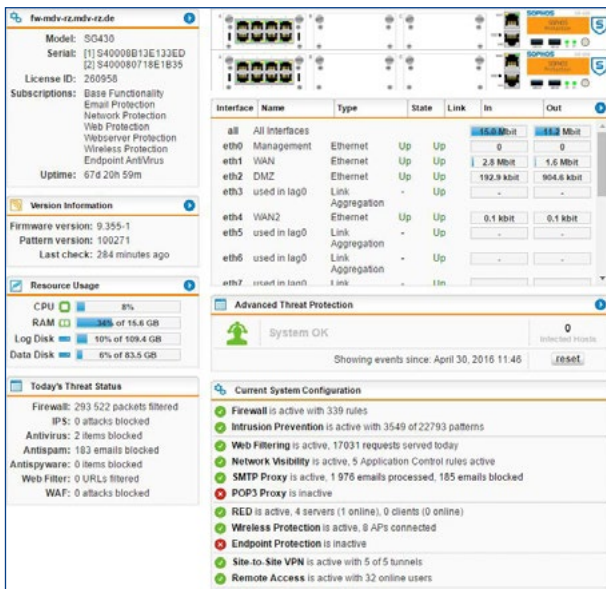 fw-mdv-rz.mdv-rz.de
Model: SG430
Serial: [1] S40008B13E133ED
[2] S400080718E1B35
License ID: 260958
Subscriptions: Base Functionality
Email Protection
Network Protection
Web Protection
Webserver Protection
Wireless Protection
Endpoint AntiVirus
Uptime: 67d 20h 59m
Version Information
Firmware version: 9.355-1
Pattern version: 100271
Last check: 284 minutes ago
Resource Usage
CPU 8%
RAM 34% of 15.6 GB
Log Disk 10% of 109.4 GB
Data Disk 6% of 83.5 GB
Today's Threat Status
Firewall: 293 522 packets filtered
IPS: 0 attacks blocked
Antivirus: 2 items blocked
Antispam: 183 emails blocked
Antispyware: 0 items blocked
Web Filter: 0 URLs filtered
WAF: 0 attacks blocked
SOPHOS
SOPHOS
SOPHOS
SOPHOS
Interface Name Type State Link In Out
all All Interfaces 15.0 Mbit 11.2 Mbit
eth0 Management Ethernet Up Up 0 0
eth1 WAN Ethernet Up Up 2.8 Mbit 1.6 Mbit
eth2 DMZ Ethernet Up Up 192.9 kbit 904.6 kbit
eth3 used in lag0 Link Aggregation - Up - -
eth4 WAN2 Ethernet Up Up 0.1 kbit 0.1 kbit
eth5 used in lag0 Link Aggregation - Up - -
eth6 used in lag0 Link Aggregation - Up - -
eth7 used in lag0 Link - Up
Advanced Threat Protection
System OK
0
Infected Hosts
Showing events since: April 30, 2016 11:46 reset
Current System Configuration
Firewall is active with 339 rules
Intrusion Prevention is active with 3549 of 22793 patterns
Web Filtering is active, 17031 requests served today
Network Visibility is active, 5 Application Control rules active
SMTP Proxy is active, 1 976 emails processed, 185 emails blocked
POP3 Proxy is inactive
RED is active, 4 servers (1 online), 0 clients (0 online)
Wireless Protection is active, 8 APs connected
Endpoint Protection is inactive
Site-to-Site VPN is active with 5 of 5 tunnels
Remote Access is active with 32 online users